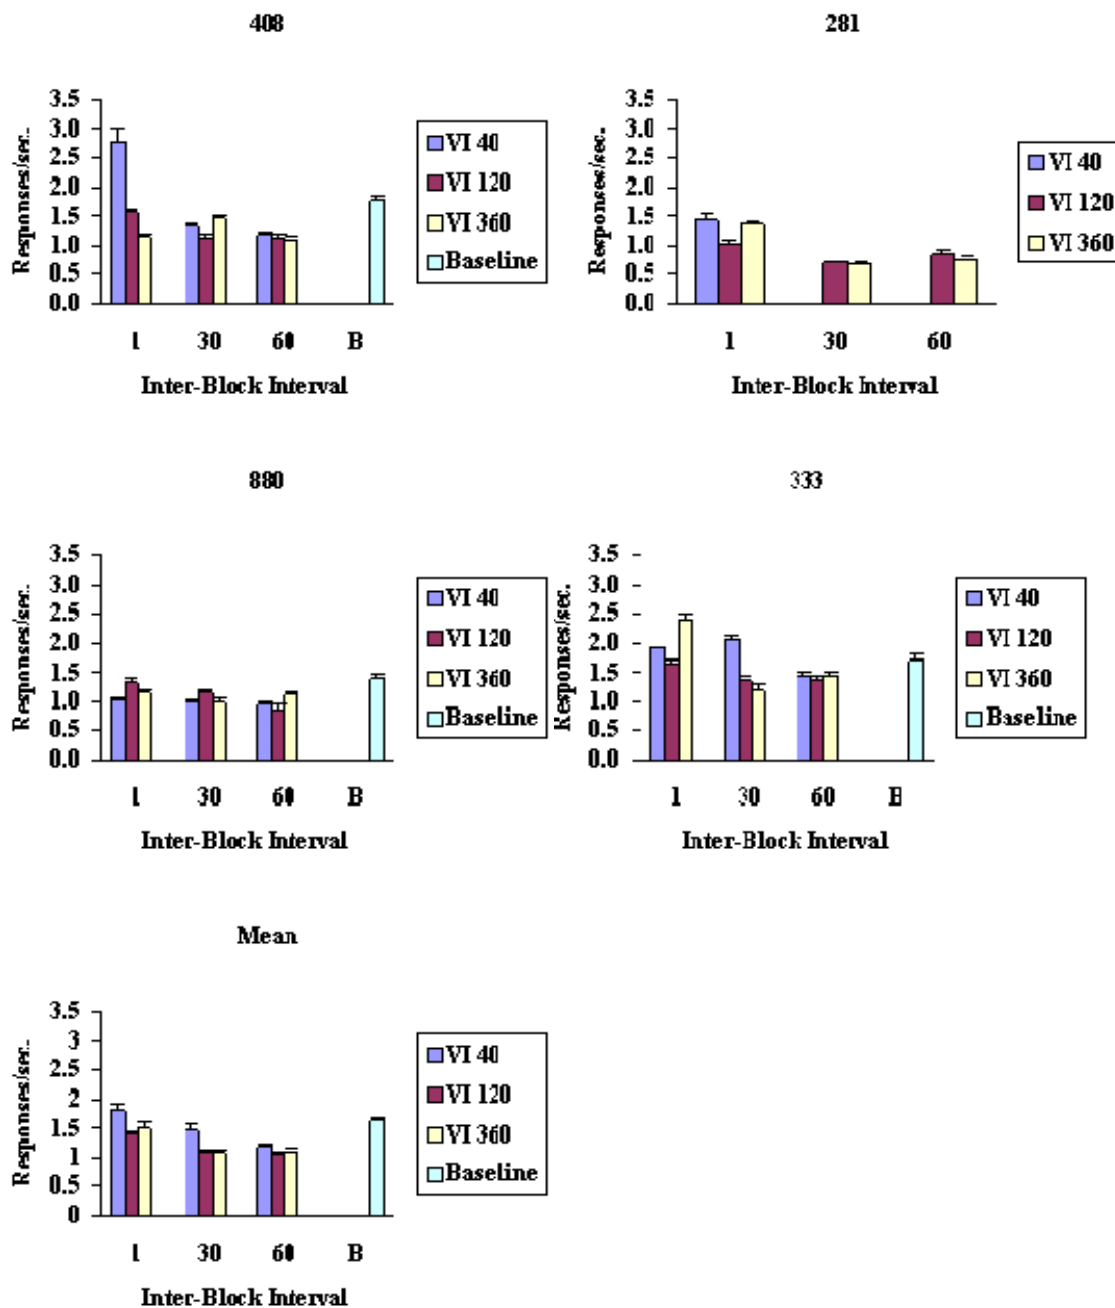 408
3.5
3.0
2.5
2.0
1.5
1.0
0.5
0.0
Responses/sec.
1 30 60 B
Inter-Block Interval
VI 40
VI 120
VI 360
Baseline
281
3.5
3.0
2.5
2.0
1.5
1.0
0.5
0.0
Responses/sec.
1 30 60
Inter-Block Interval
VI 40
VI 120
VI 360
880
3.5
3.0
2.5
2.0
1.5
1.0
0.5
0.0
Responses/sec.
1 30 60 B
Inter-Block Interval
VI 40
VI 120
VI 360
Baseline
333
3.5
3.0
2.5
2.0
1.5
1.0
0.5
0.0
Responses/sec.
1 30 60 B
Inter-Block Interval
VI 40
VI 120
VI 360
Baseline
Mean
3.5
3
2.5
2
1.5
1
0.5
0
Responses/sec.
1 30 60 B
Inter-Block Interval
VI 40
VI 120
VI 360
Baseline